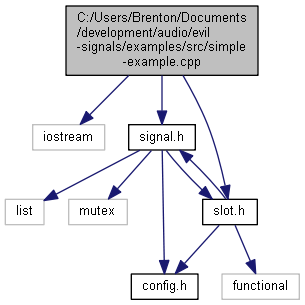 C:/Users/Brenton/Documents
/development/audio/evil
-signals/examples/src/simple
-example.cpp
iostream
signal.h
list
mutex
slot.h
config.h
functional